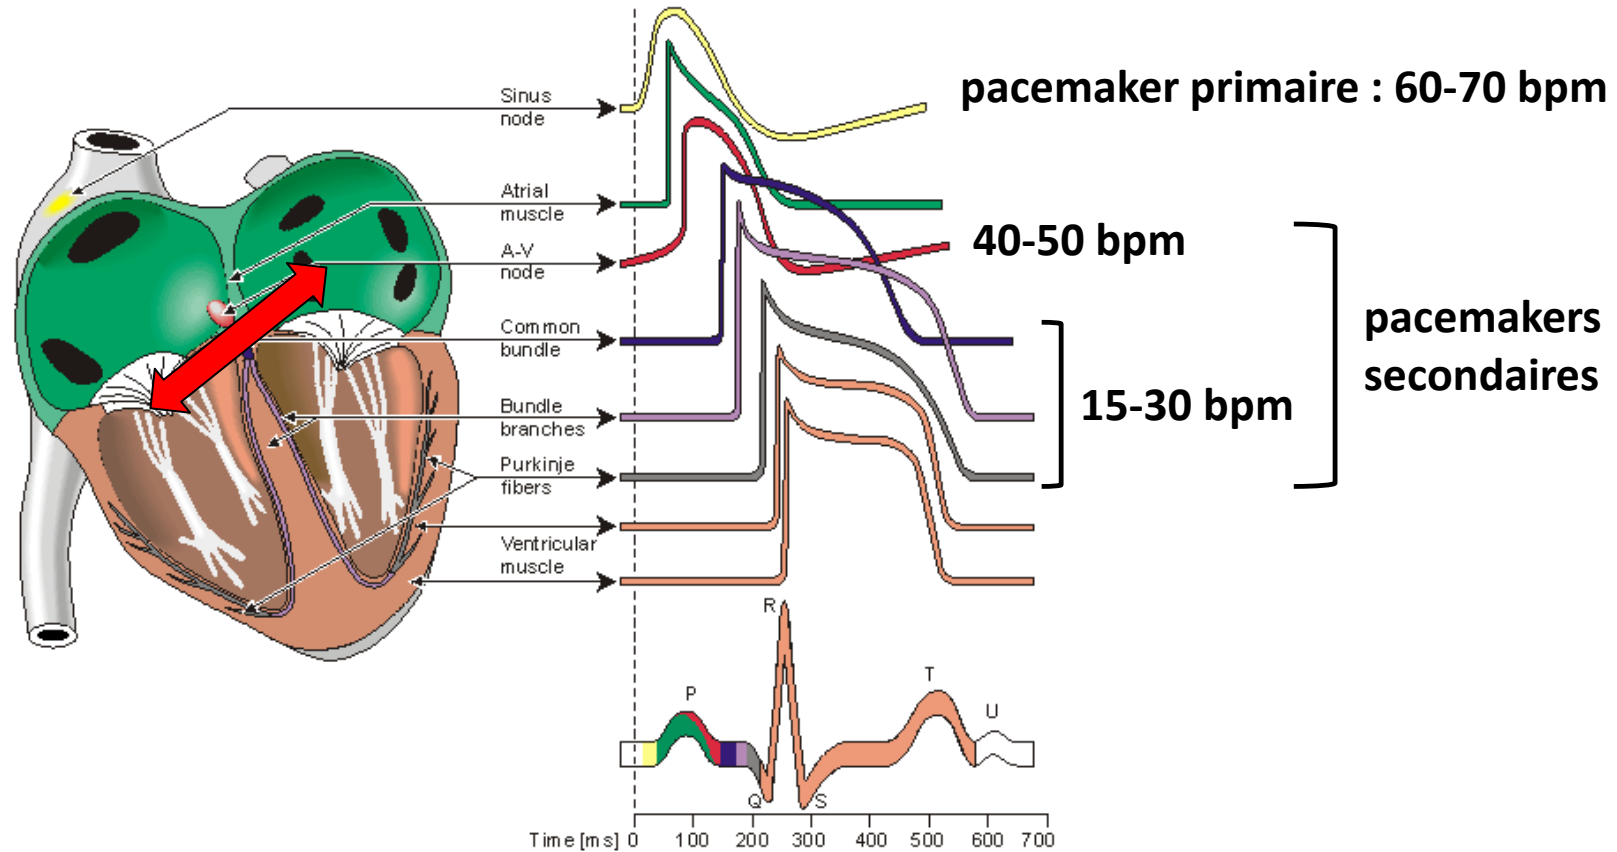 Sinus
node
pacemaker primaire : 60-70 bpm
Atrial
muscle
A-V
node
40-50 bpm
Common
bundle
pacemakers
secondaires
Bundle
branches
15-30 bpm
Purkinje
fibers
Ventricular
muscle
R
P
T
U
Q
S
Time [ms] 0 100 200 300 400 500 600 700